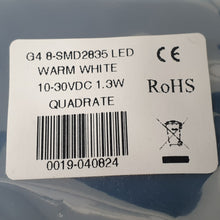 G4 8-SMD2835 LED
WARM WHITE
10-30VDC 1.3W
QUADRATE
CE
RoHS
0019-040824